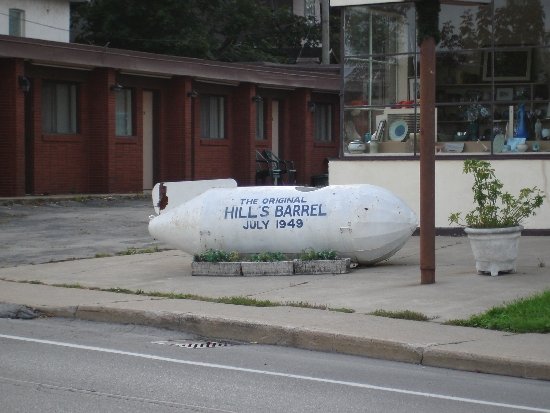 THE ORIGINAL
HILL'S BARREL
JULY 1949